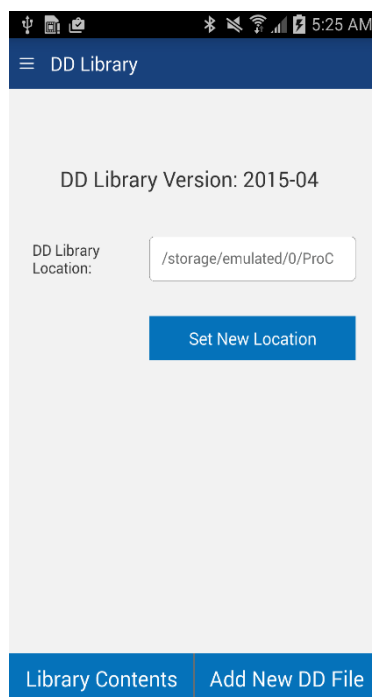 5:25 AM
DD Library
DD Library Version: 2015-04
DD Library
Location:
/storage/emulated/0/ProC
Set New Location
Library Contents
Add New DD File